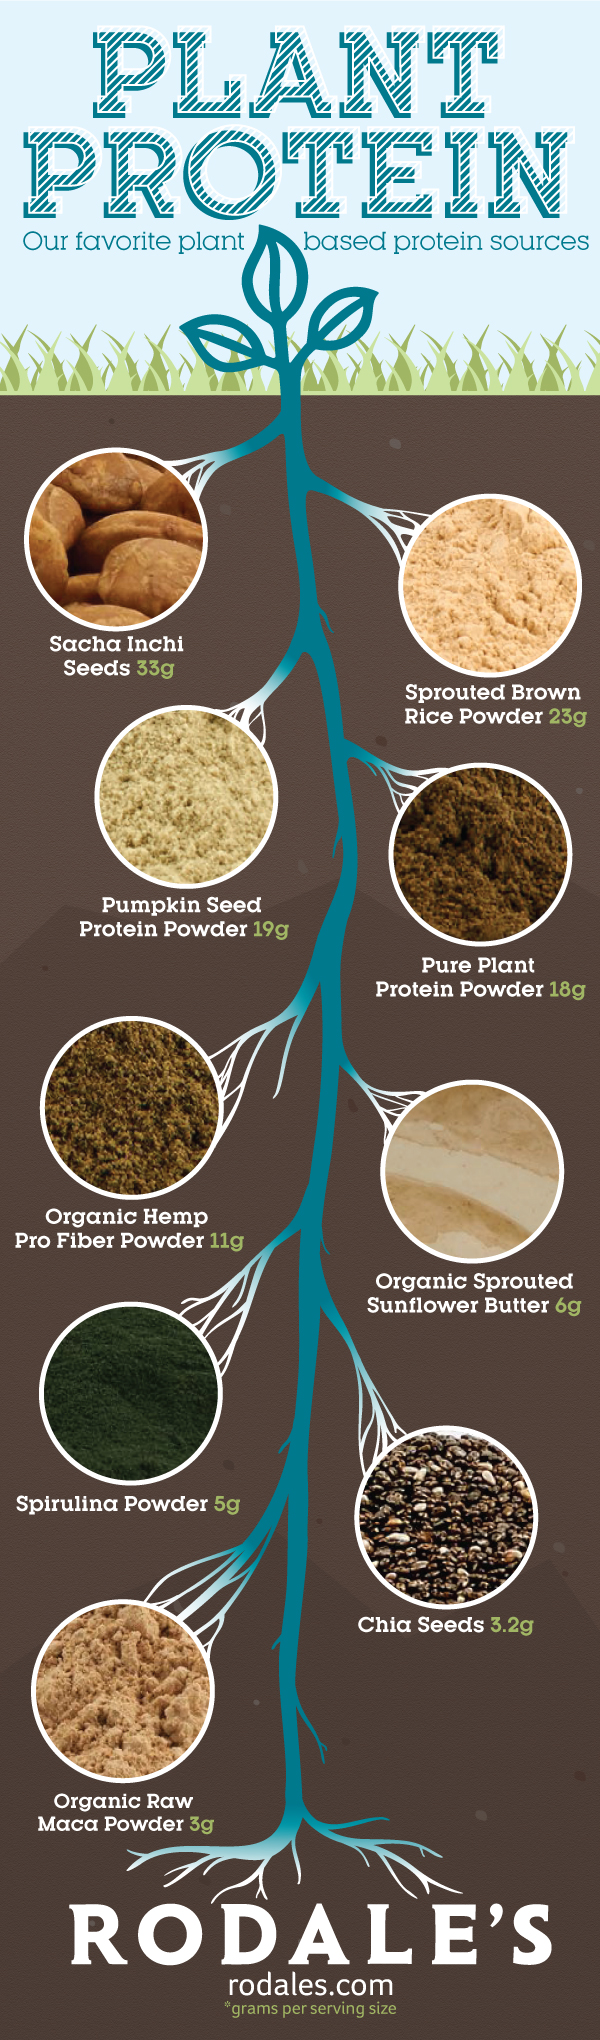 PLANT
PROTEIN
Our favorite plant based protein sources
Sacha Inchi
Seeds 33g
Sprouted Brown
Rice Powder 23g
Pumpkin Seed
Protein Powder 19g
Pure Plant
Protein Powder 18g
Organic Hemp
Pro Fiber Powder 11g
Organic Sprouted
Sunflower Butter 6g
Spirulina Powder 5g
Chia Seeds 3.2g
Organic Raw
Maca Powder 3g
RODALE'S
rodales.com
*grams per serving size